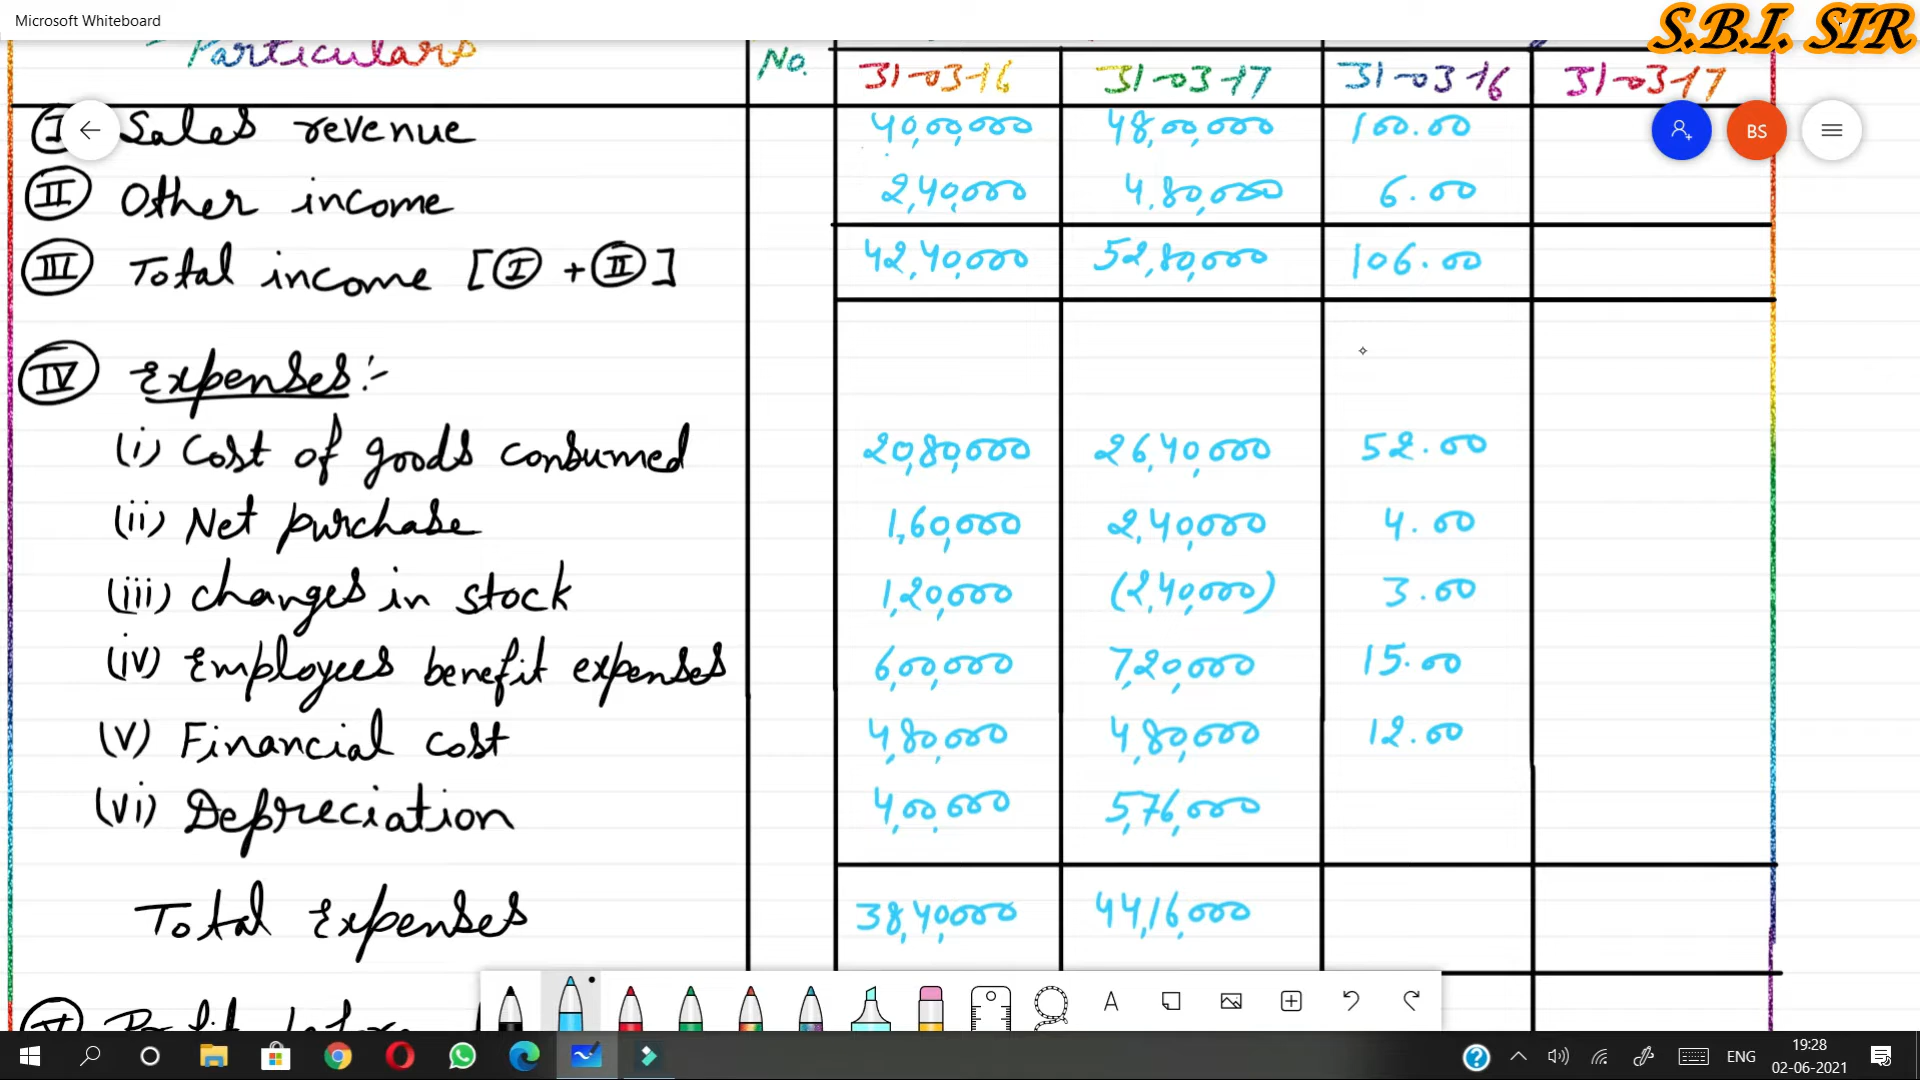 Microsoft Whiteboard
S.B.I. SIR
Particulars No. 31-03-16 31-03-17 31-03-16 31-03-17
I Sales revenue 40,00,000 48,00,000 100.00
BS
II Other income 2,40,000 4,80,000 6.00
III Total income [I + II] 42,40,000 52,80,000 106.00
IV Expenses:-
(i) Cost of goods consumed 20,80,000 26,40,000 52.00
(ii) Net purchase 1,60,000 2,40,000 4.00
(iii) changes in stock 1,20,000 (2,40,000) 3.00
(iv) Employees benefit expenses 6,00,000 7,20,000 15.00
(v) Financial cost 4,80,000 4,80,000 12.00
(vi) Depreciation 4,00,000 5,76,000
Total Expenses 38,40,000 44,16,000
V Profit before
ENG
19:28
02-06-2021